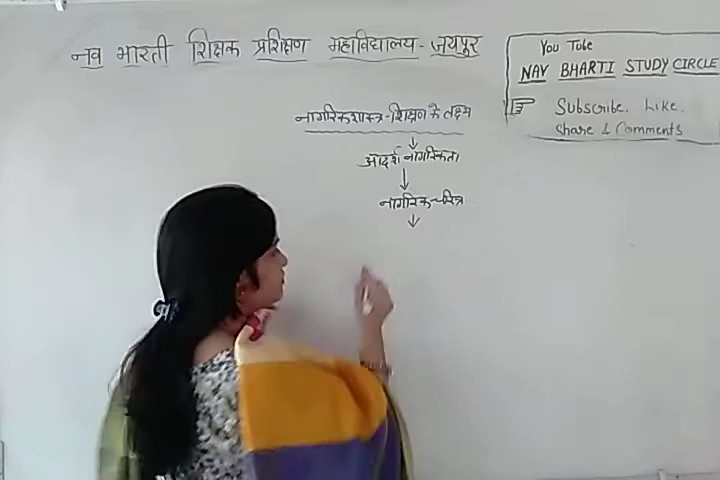 नव भारती शिक्षक प्रशिक्षण महाविद्यालय - जयपुर
You Tube
NAV BHARTI STUDY CIRCLE
Subscribe. Like.
Share & Comments
नागरिकशास्त्र-शिक्षण के लक्ष्य
↓
आदर्श नागरिकता
↓
नागरिक-चरित्र
↓